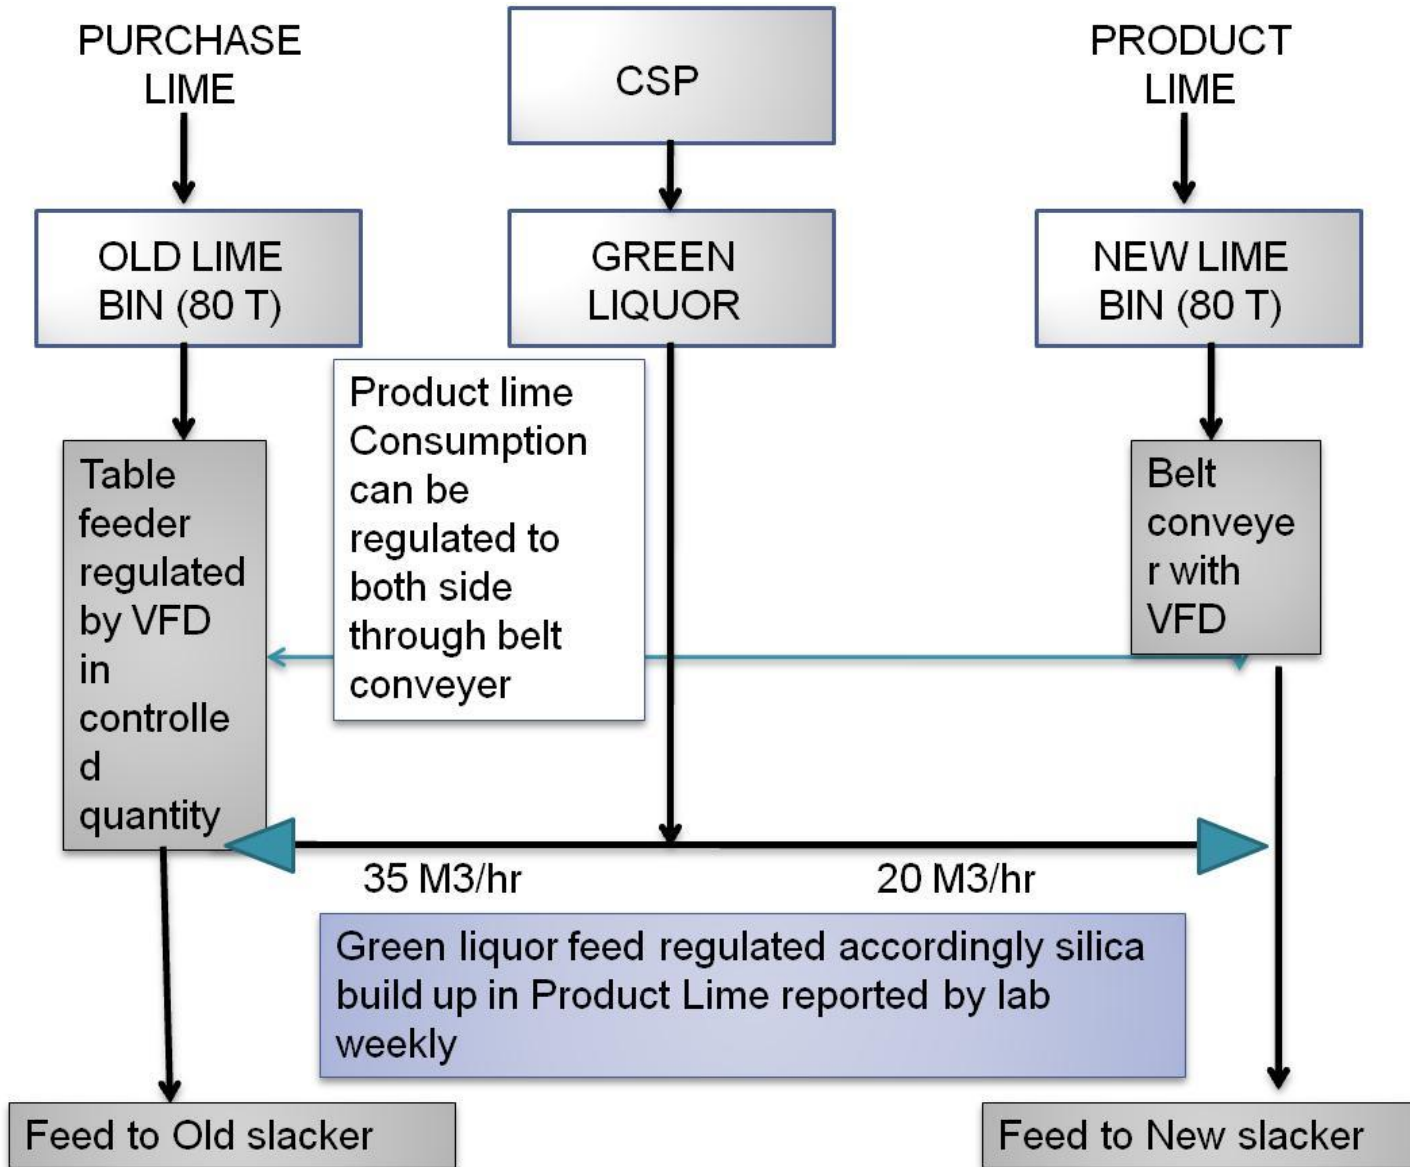 PURCHASE
LIME
CSP
PRODUCT
LIME
OLD LIME
BIN (80 T)
GREEN
LIQUOR
NEW LIME
BIN (80 T)
Product lime
Consumption
can be
regulated to
both side
through belt
conveyer
Table
feeder
regulated
by VFD
in
controlle
d
quantity
Belt
conveye
r with
VFD
35 M3/hr
20 M3/hr
Green liquor feed regulated accordingly silica
build up in Product Lime reported by lab
weekly
Feed to Old slacker
Feed to New slacker